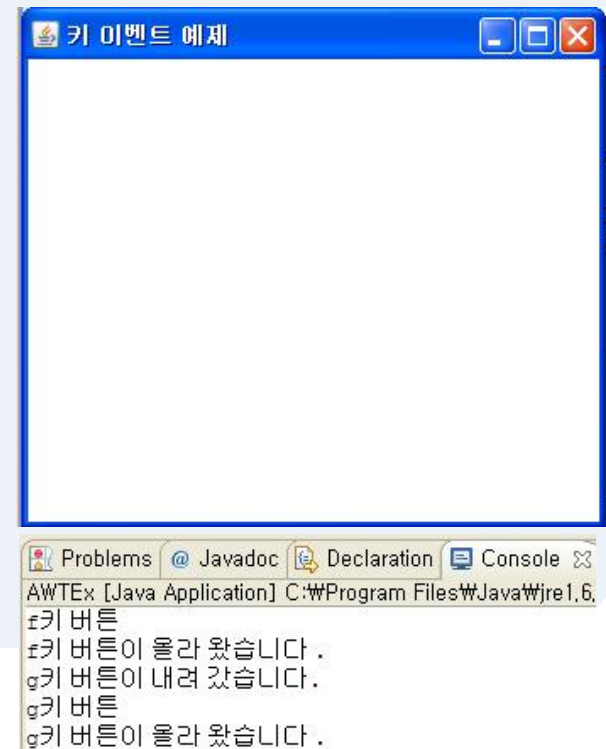 키 이벤트 예제
Problems @ Javadoc Declaration Console
AWTEx [Java Application] C:₩Program Files₩Java₩jre1,6,
f키 버튼
f키 버튼이 올라 왔습니다 .
g키 버튼이 내려 갔습니다.
g키 버튼
g키 버튼이 올라 왔습니다 .